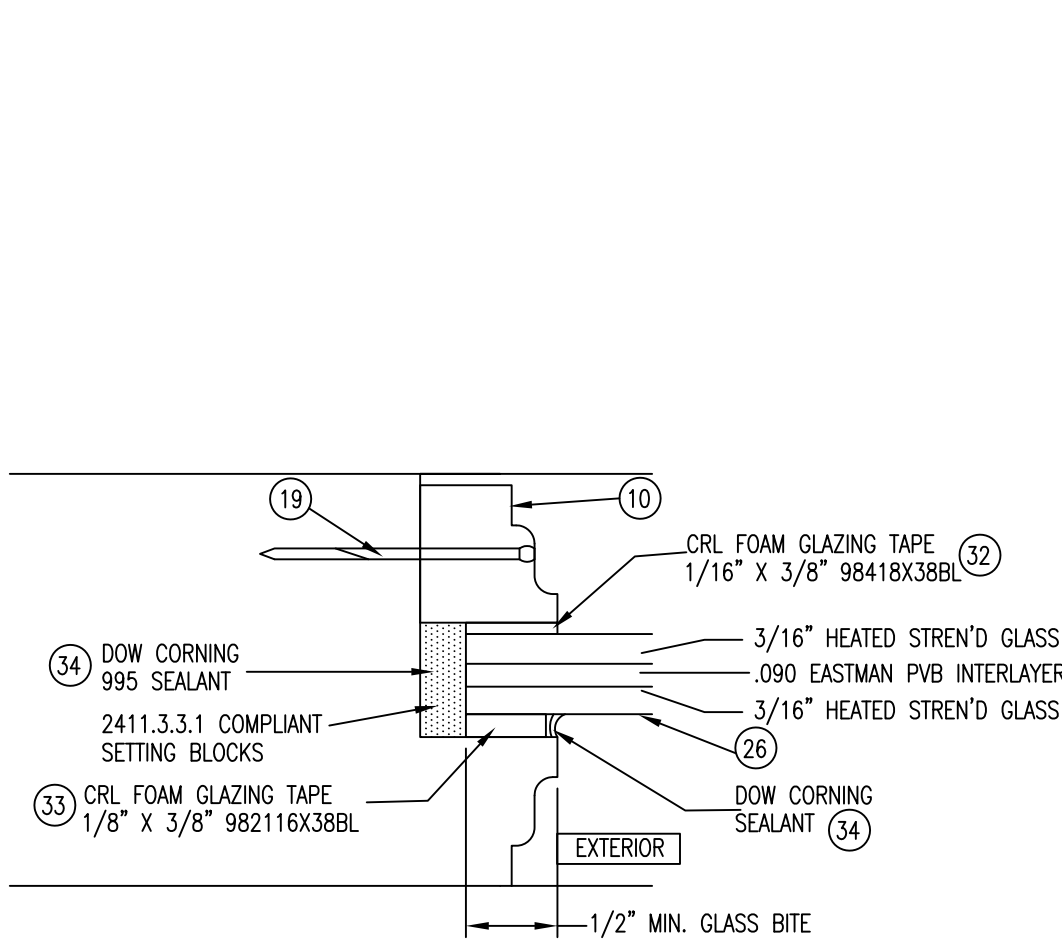 19
10
CRL FOAM GLAZING TAPE
1/16" X 3/8" 98418X38BL
32
3/16" HEATED STREN'D GLASS
.090 EASTMAN PVB INTERLAYER
3/16" HEATED STREN'D GLASS
34
DOW CORNING
995 SEALANT
2411.3.3.1 COMPLIANT
SETTING BLOCKS
26
33
CRL FOAM GLAZING TAPE
1/8" X 3/8" 982116X38BL
DOW CORNING
SEALANT
34
EXTERIOR
1/2" MIN. GLASS BITE